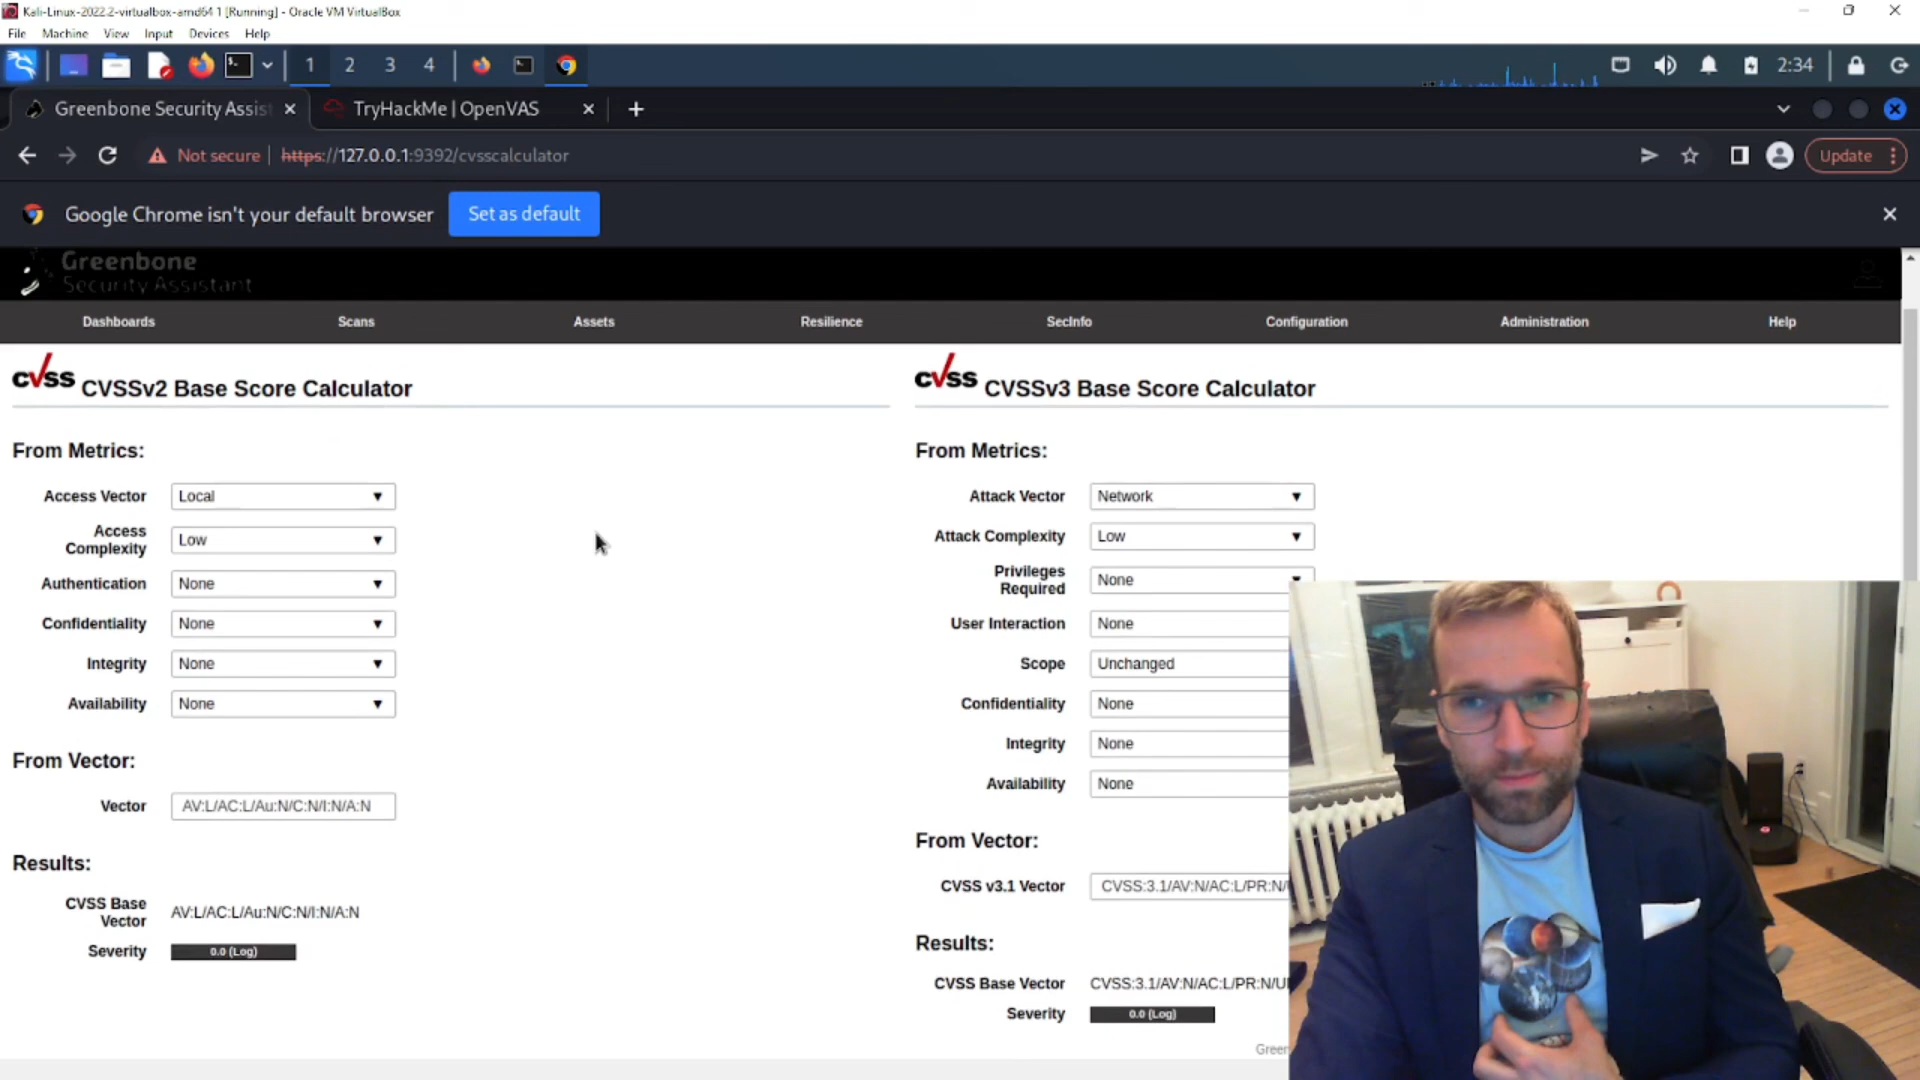 Kali-Linux-2022.2-virtualbox-amd64 1 [Running] - Oracle VM VirtualBox
File Machine View Input Devices Help
1 2 3 4 2:34
Greenbone Security Assist
TryHackMe | OpenVAS
Not secure https://127.0.0.1:9392/cvsscalculator Update
Google Chrome isn't your default browser Set as default
Greenbone
Security Assistant
Dashboards Scans Assets Resilience SecInfo Configuration Administration Help
CVSS CVSSv2 Base Score Calculator
From Metrics:
Access Vector Local
Access Complexity Low
Authentication None
Confidentiality None
Integrity None
Availability None
From Vector:
Vector AV:L/AC:L/Au:N/C:N/I:N/A:N
Results:
CVSS Base Vector AV:L/AC:L/Au:N/C:N/I:N/A:N
Severity 0.0 (Log)
CVSS CVSSv3 Base Score Calculator
From Metrics:
Attack Vector Network
Attack Complexity Low
Privileges Required None
User Interaction None
Scope Unchanged
Confidentiality None
Integrity None
Availability None
From Vector:
CVSS v3.1 Vector CVSS:3.1/AV:N/AC:L/PR:N/
Results:
CVSS Base Vector CVSS:3.1/AV:N/AC:L/PR:N/U
Severity 0.0 (Log)
Green